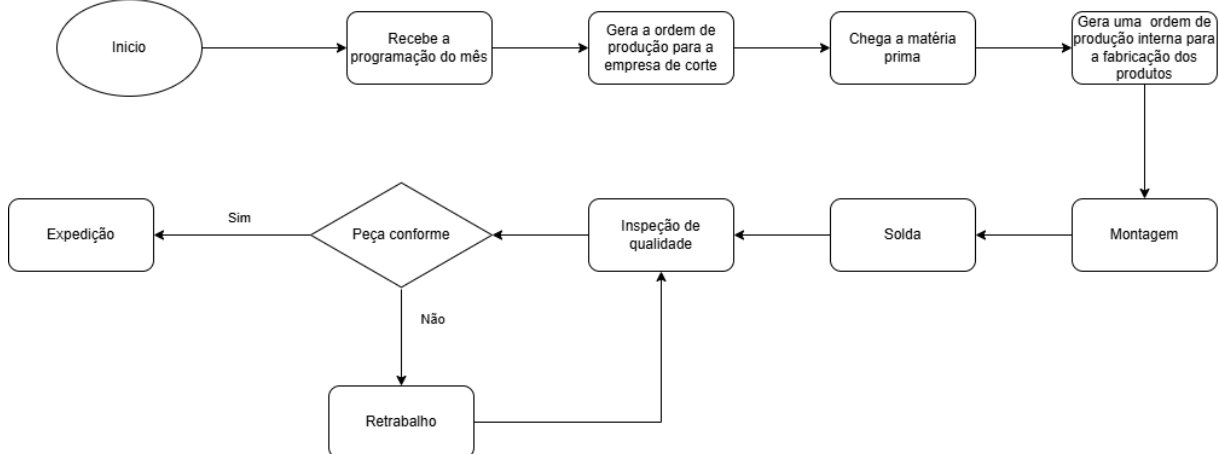 Inicio
Recebe a
programação do mês
Gera a ordem de
produção para a
empresa de corte
Chega a matéria
prima
Gera uma ordem de
produção interna para
a fabricação dos
produtos
Montagem
Solda
Inspeção de
qualidade
Peça conforme
Sim
Expedição
Não
Retrabalho